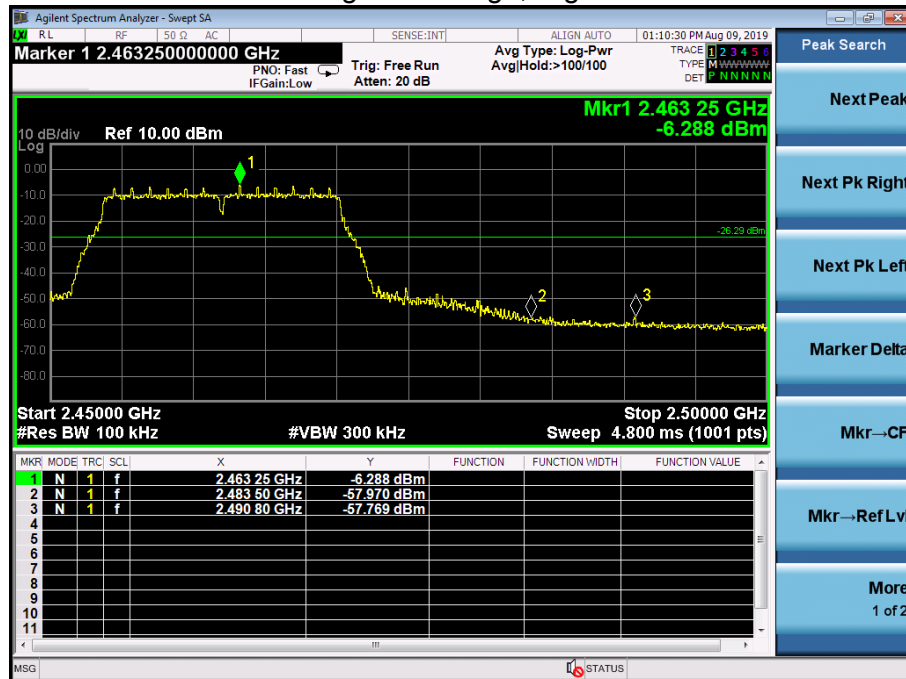 Agilent Spectrum Analyzer - Swept SA
LXI RL RF 50 Ω AC SENSE:INT ALIGN AUTO 01:10:30 PM Aug 09, 2019
Marker 1 2.463250000000 GHz
PNO: Fast
IFGain:Low
Trig: Free Run
Atten: 20 dB
Avg Type: Log-Pwr
Avg|Hold:>100/100
TRACE 1 2 3 4 5 6
TYPE M WWWWW
DET P N N N N N
Peak Search
Mkr1 2.463 25 GHz
-6.288 dBm
10 dB/div Ref 10.00 dBm
Log
0.00
-10.0
-20.0
-30.0
-40.0
-50.0
-60.0
-70.0
-80.0
1
-26.29 dBm
2
3
Start 2.45000 GHz Stop 2.50000 GHz
#Res BW 100 kHz #VBW 300 kHz Sweep 4.800 ms (1001 pts)
MKR MODE TRC SCL X Y FUNCTION FUNCTION WIDTH FUNCTION VALUE
1 N 1 f 2.463 25 GHz -6.288 dBm
2 N 1 f 2.483 50 GHz -57.970 dBm
3 N 1 f 2.490 80 GHz -57.769 dBm
4
5
6
7
8
9
10
11
MSG STATUS
Next Peak
Next Pk Right
Next Pk Left
Marker Delta
Mkr→CF
Mkr→Ref Lvl
More
1 of 2